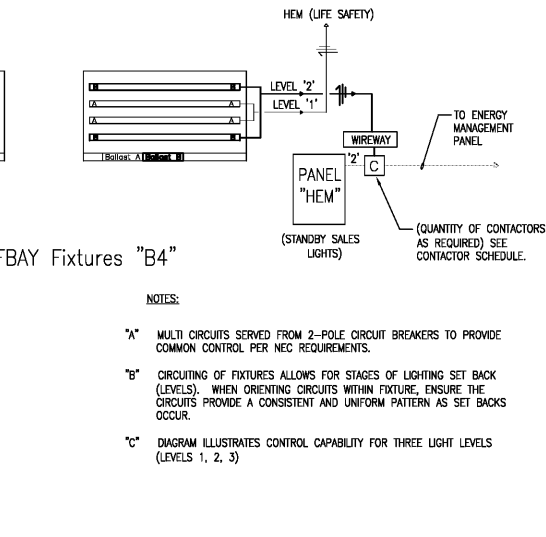 HEM (LIFE SAFETY)
B B
LEVEL '2'
A A
LEVEL '1'
A A
B B
Ballast A Ballast B
TO ENERGY
MANAGEMENT
PANEL
WIREWAY
'2'
C
PANEL
"HEM"
(STANDBY SALES
LIGHTS)
(QUANTITY OF CONTACTORS
AS REQUIRED) SEE
CONTACTOR SCHEDULE.
FBAY Fixtures "B4"
NOTES:
"A" MULTI CIRCUITS SERVED FROM 2-POLE CIRCUIT BREAKERS TO PROVIDE
COMMON CONTROL PER NEC REQUIREMENTS.
"B" CIRCUITING OF FIXTURES ALLOWS FOR STAGES OF LIGHTING SET BACK
(LEVELS). WHEN ORIENTING CIRCUITS WITHIN FIXTURE, ENSURE THE
CIRCUITS PROVIDE A CONSISTENT AND UNIFORM PATTERN AS SET BACKS
OCCUR.
"C" DIAGRAM ILLUSTRATES CONTROL CAPABILITY FOR THREE LIGHT LEVELS
(LEVELS 1, 2, 3)